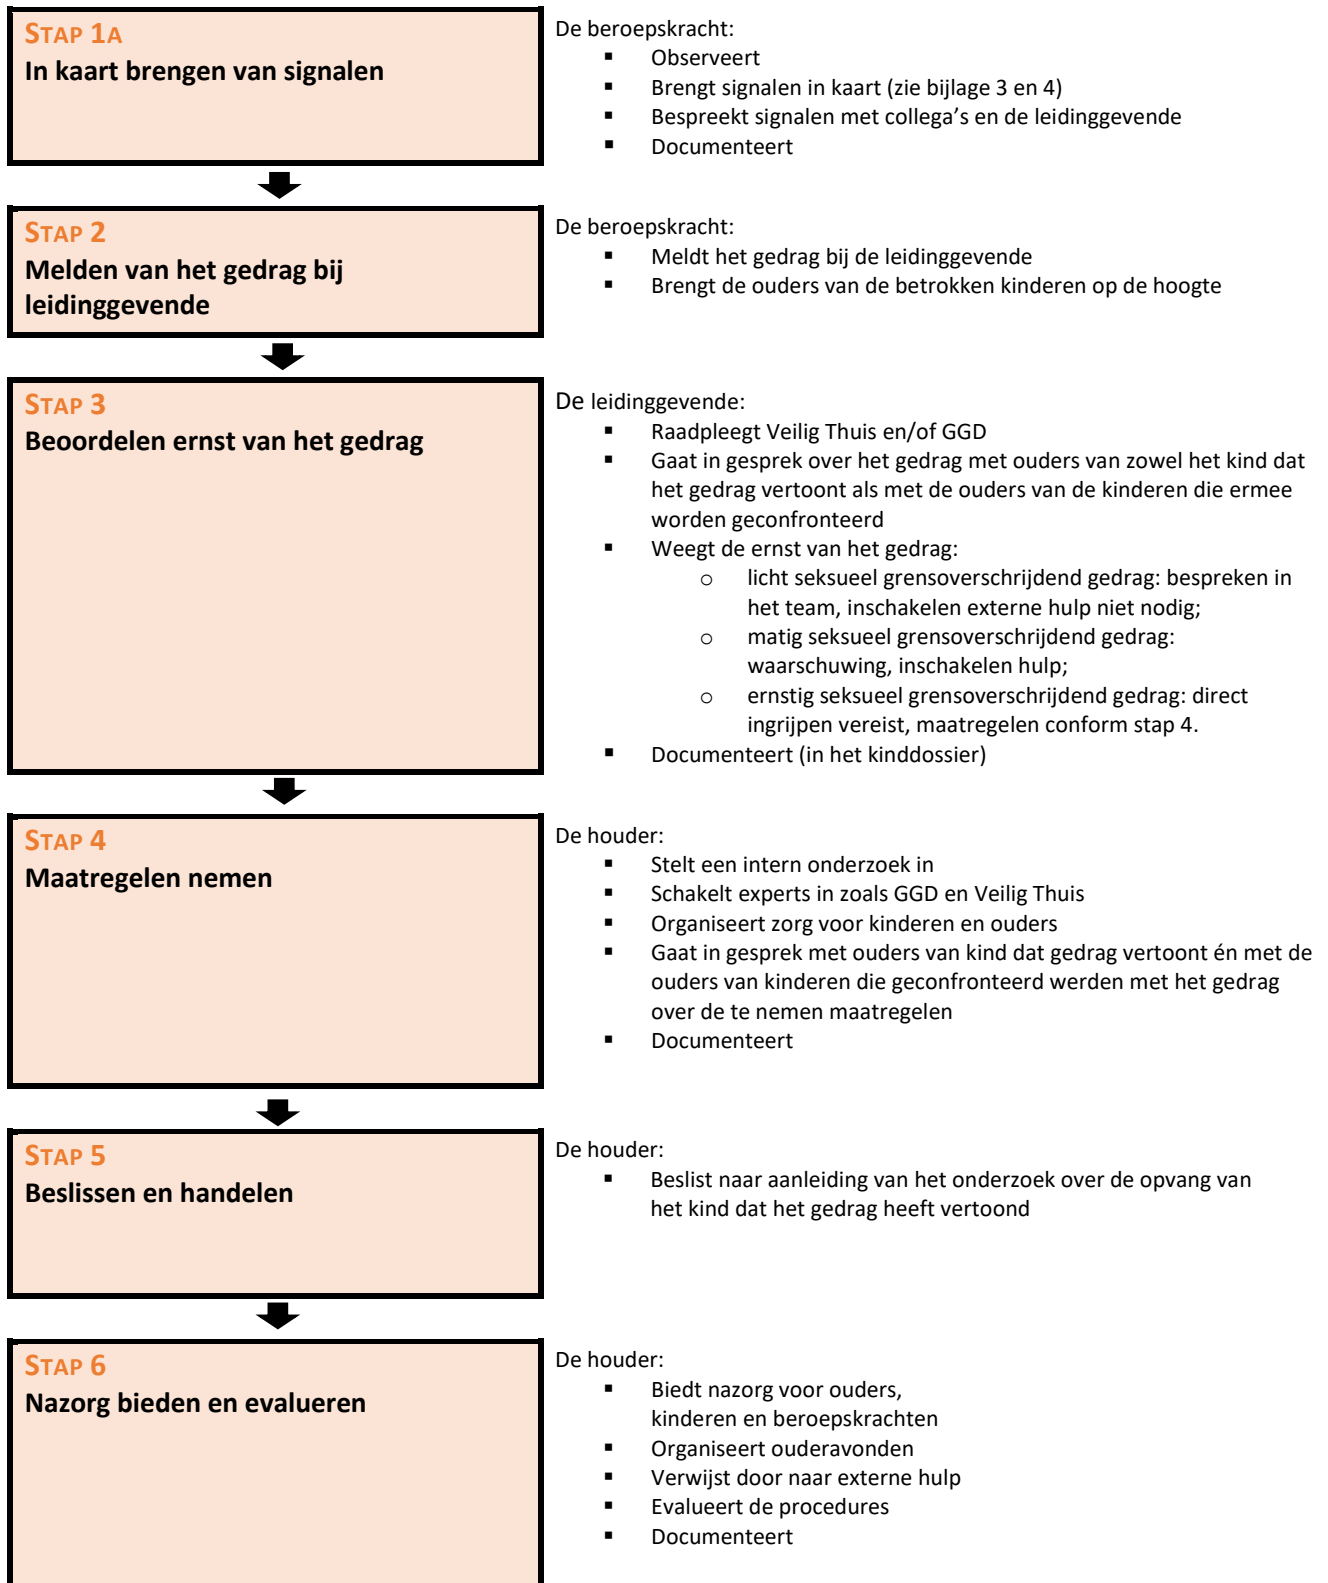 STAP 1A
In kaart brengen van signalen
De beroepskracht:
▪ Observeert
▪ Brengt signalen in kaart (zie bijlage 3 en 4)
▪ Bespreekt signalen met collega’s en de leidinggevende
▪ Documenteert
STAP 2
Melden van het gedrag bij
leidinggevende
De beroepskracht:
▪ Meldt het gedrag bij de leidinggevende
▪ Brengt de ouders van de betrokken kinderen op de hoogte
STAP 3
Beoordelen ernst van het gedrag
De leidinggevende:
▪ Raadpleegt Veilig Thuis en/of GGD
▪ Gaat in gesprek over het gedrag met ouders van zowel het kind dat
het gedrag vertoont als met de ouders van de kinderen die ermee
worden geconfronteerd
▪ Weegt de ernst van het gedrag:
o licht seksueel grensoverschrijdend gedrag: bespreken in
het team, inschakelen externe hulp niet nodig;
o matig seksueel grensoverschrijdend gedrag:
waarschuwing, inschakelen hulp;
o ernstig seksueel grensoverschrijdend gedrag: direct
ingrijpen vereist, maatregelen conform stap 4.
▪ Documenteert (in het kinddossier)
STAP 4
Maatregelen nemen
De houder:
▪ Stelt een intern onderzoek in
▪ Schakelt experts in zoals GGD en Veilig Thuis
▪ Organiseert zorg voor kinderen en ouders
▪ Gaat in gesprek met ouders van kind dat gedrag vertoont én met de
ouders van kinderen die geconfronteerd werden met het gedrag
over de te nemen maatregelen
▪ Documenteert
STAP 5
Beslissen en handelen
De houder:
▪ Beslist naar aanleiding van het onderzoek over de opvang van
het kind dat het gedrag heeft vertoond
STAP 6
Nazorg bieden en evalueren
De houder:
▪ Biedt nazorg voor ouders,
kinderen en beroepskrachten
▪ Organiseert ouderavonden
▪ Verwijst door naar externe hulp
▪ Evalueert de procedures
▪ Documenteert